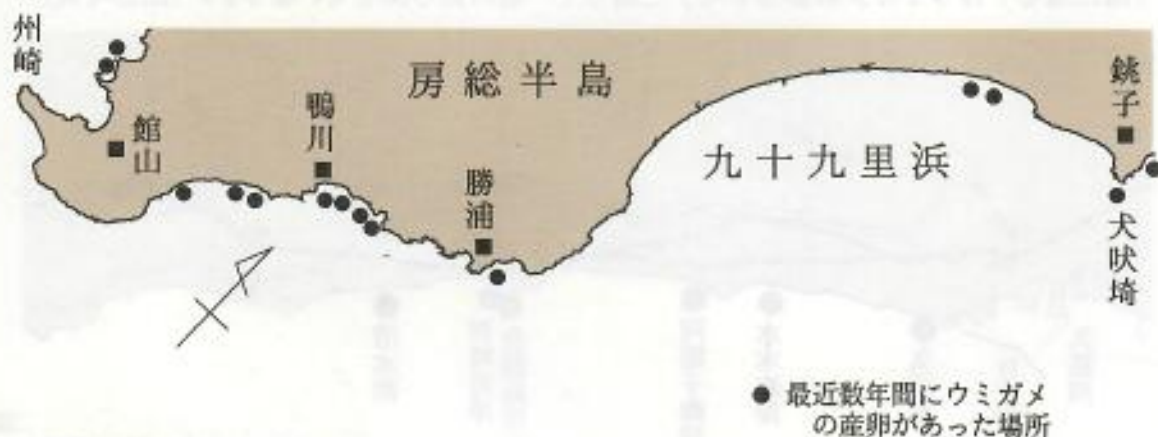 州崎
館山
鴨川
房総半島
勝浦
九十九里浜
銚子
犬吠埼
● 最近数年間にウミガメ
の産卵があった場所